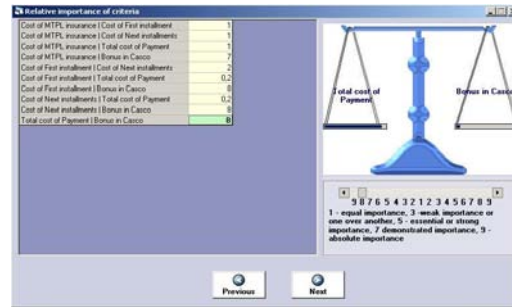 Relative importance of criteria
Cost of MTPL insurance | Cost of First installment 1
Cost of MTPL insurance | Cost of Next installments 1
Cost of MTPL insurance | Total cost of Payment 1
Cost of MTPL insurance | Bonus in Casco 7
Cost of First installment | Cost of Next installments 2
Cost of First installment | Total cost of Payment 0,2
Cost of First installment | Bonus in Casco 8
Cost of Next installments | Total cost of Payment 0,2
Cost of Next installments | Bonus in Casco 8
Total cost of Payment | Bonus in Casco 8
Total cost of
Payment
Bonus in Casco
9 8 7 6 5 4 3 2 1 2 3 4 5 6 7 8 9
1 - equal importance, 3 -weak importance or
one over another, 5 - essential or strong
importance, 7 demonstrated importance, 9 -
absolute importance
Previous
Next